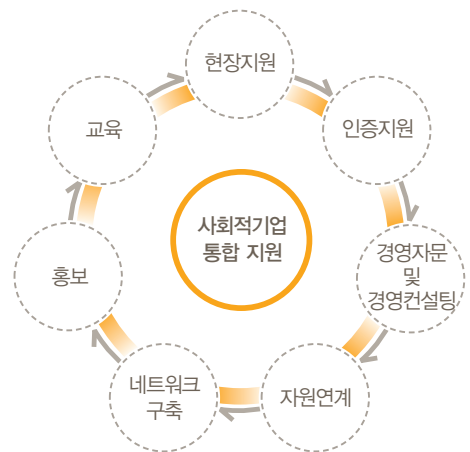 현장지원
인증지원
경영자문
및
경영컨설팅
자원연계
네트워크
구축
홍보
교육
사회적기업
통합 지원